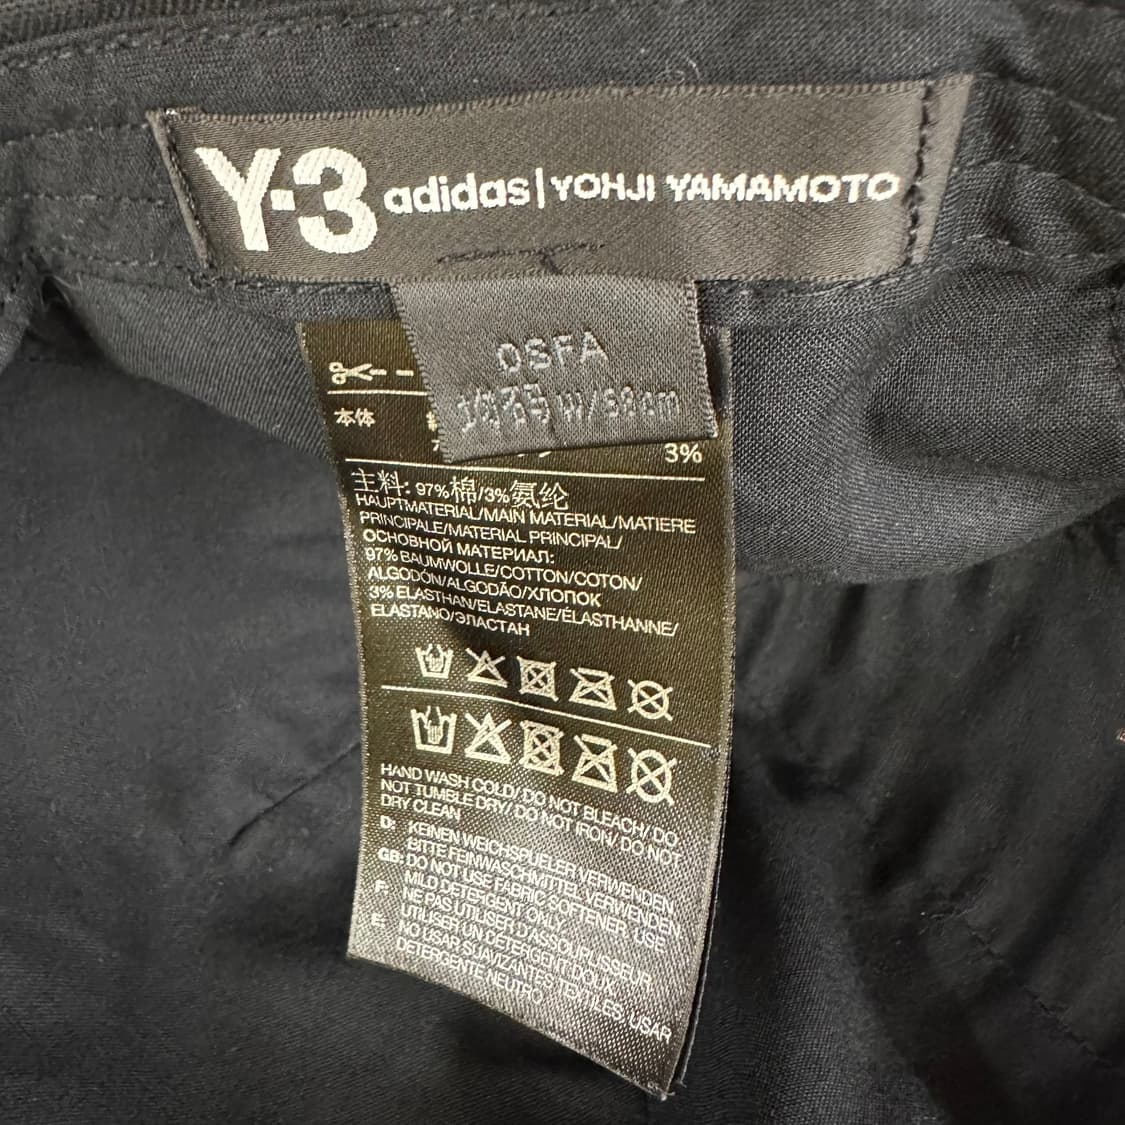 Y-3 adidas | YOHJI YAMAMOTO
OSFA
均码 W/58cm
本体
3%
主料: 97%棉/3%氨纶
HAUPTMATERIAL/MAIN MATERIAL/MATIERE
PRINCIPALE/MATERIAL PRINCIPAL/
ОСНОВНОЙ МАТЕРИАЛ:
97% BAUMWOLLE/COTTON/COTON/
ALGODÓN/ALGODÃO/ХЛОПОК
3% ELASTHAN/ELASTANE/ÉLASTHANNE/
ELASTANO/ЭЛАСТАН
HAND WASH COLD/ DO NOT BLEACH/ DO
NOT TUMBLE DRY/ DO NOT IRON/ DO NOT
DRY CLEAN
D: KEINEN WEICHSPUELER VERWENDEN
BITTE FEINWASCHMITTEL VERWENDEN
GB: DO NOT USE FABRIC SOFTENER. USE
MILD DETERGENT ONLY
F: NE PAS UTILISER D'ASSOUPLISSEUR
UTILISER UN DETERGENT DOUX
E: NO USAR SUAVIZANTES TEXTILES. USAR
DETERGENTE NEUTRO